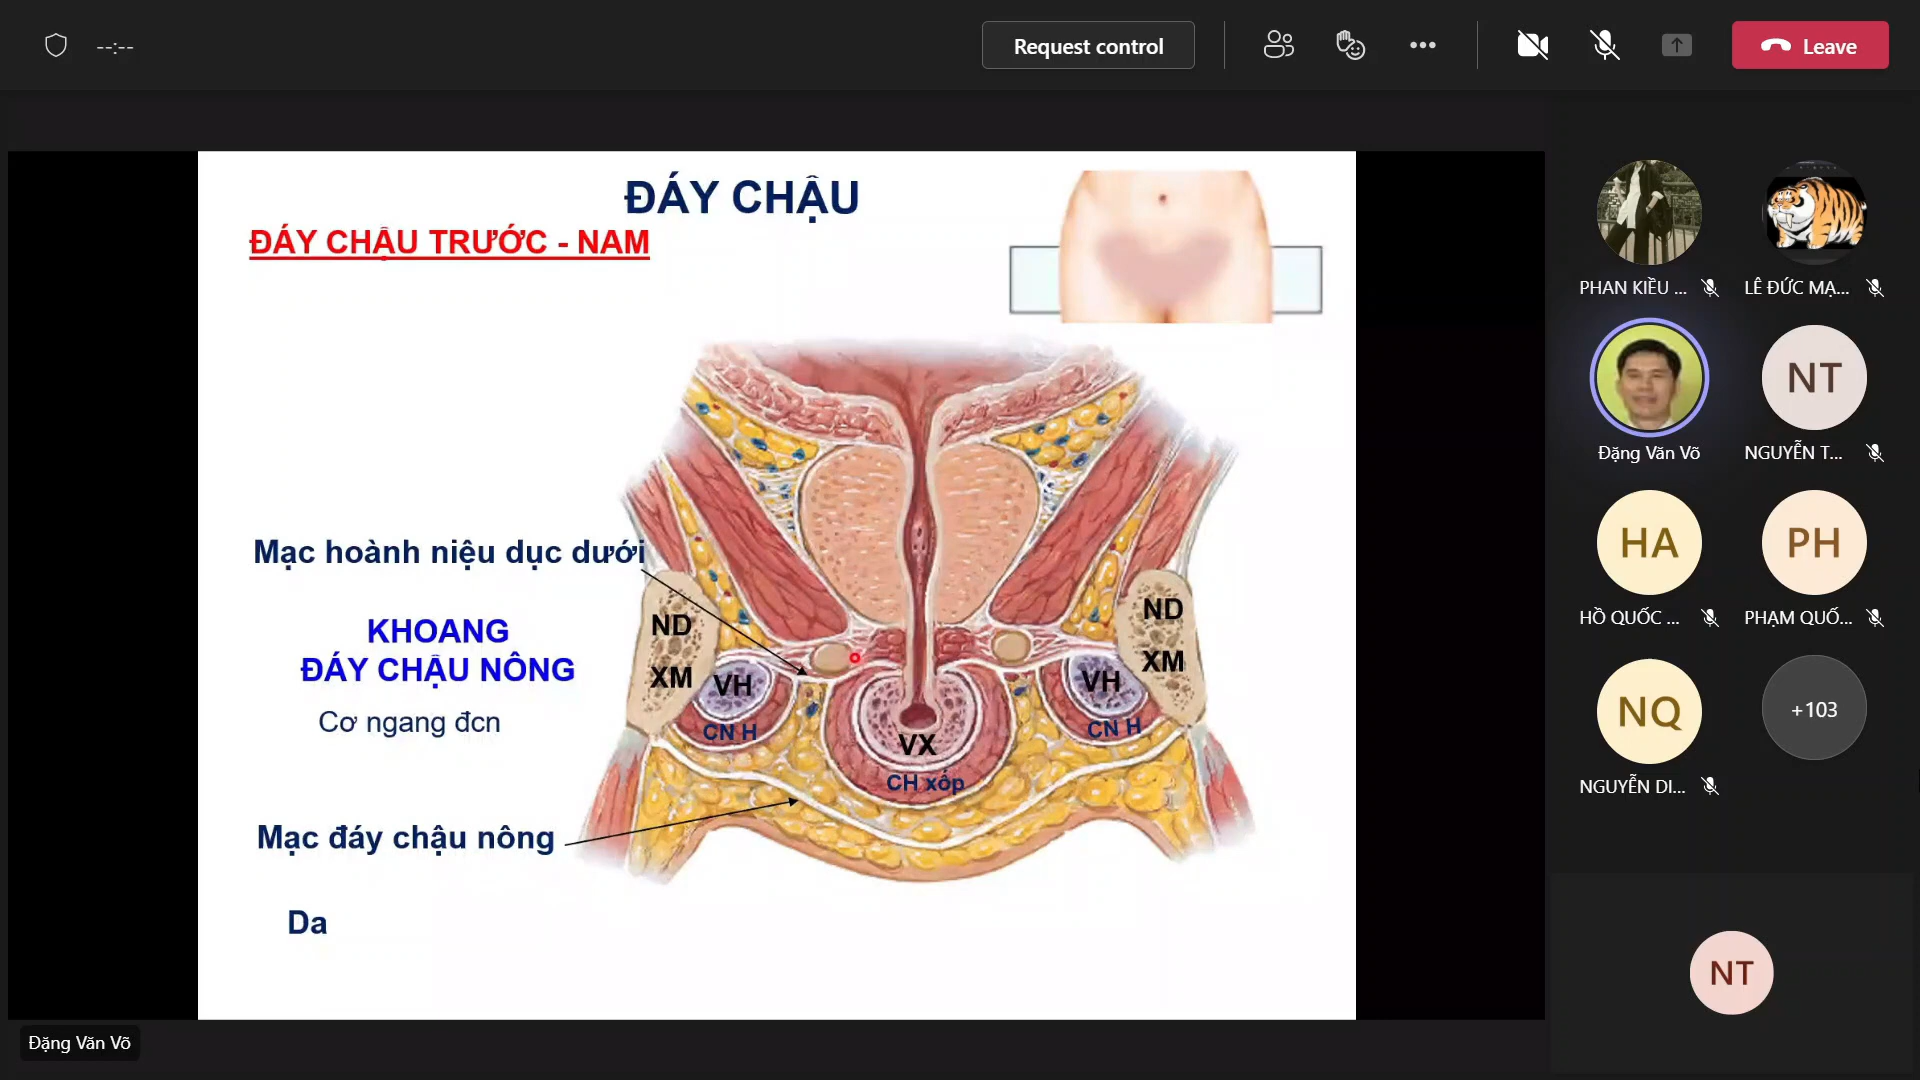 --:--
Request control
Leave
ĐÁY CHẬU
ĐÁY CHẬU TRƯỚC - NAM
Mạc hoành niệu dục dưới
KHOANG
ĐÁY CHẬU NÔNG
Cơ ngang đcn
Mạc đáy chậu nông
Da
ND
XM
VH
CN H
VX
CH xốp
ND
XM
VH
CN H
PHAN KIỀU ...
LÊ ĐỨC MẠ...
Đặng Văn Võ
NT
NGUYỄN T...
HA
HỒ QUỐC ...
PH
PHẠM QUỐ...
NQ
NGUYỄN DI...
+103
NT
Đặng Văn Võ